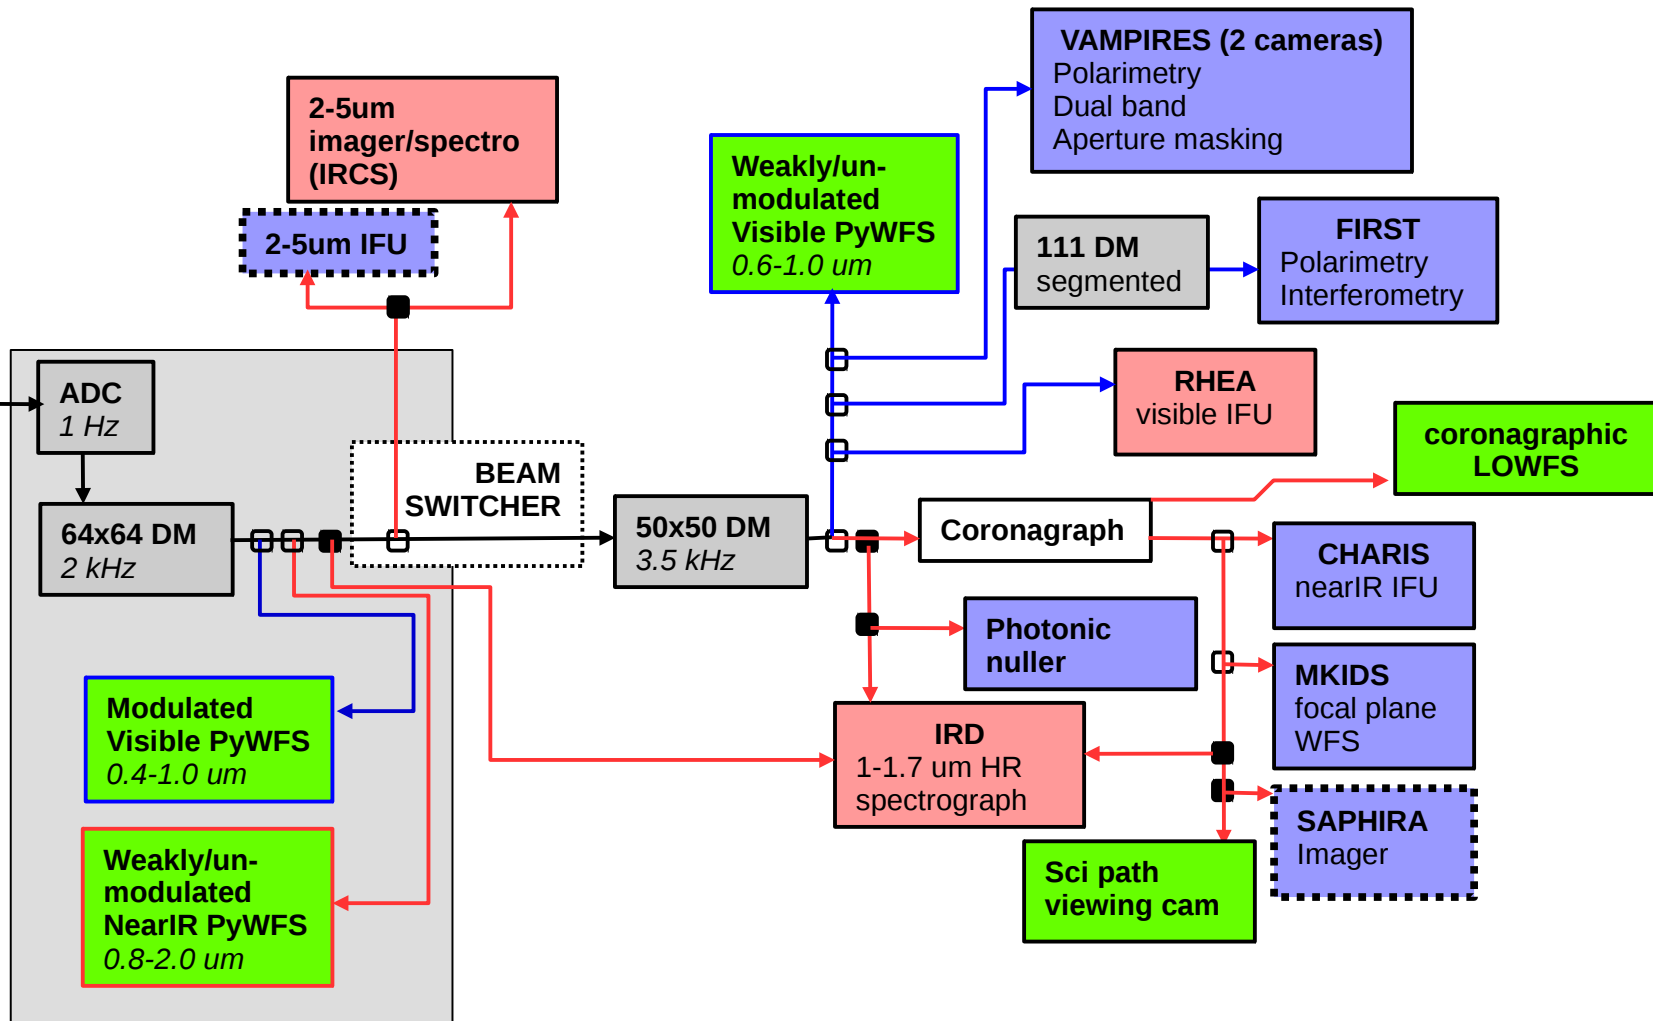 VAMPIRES (2 cameras)
Polarimetry
Dual band
Aperture masking
2-5um
imager/spectro
(IRCS)
2-5um IFU
Weakly/un-
modulated
Visible PyWFS
0.6-1.0 um
111 DM
segmented
FIRST
Polarimetry
Interferometry
ADC
1 Hz
RHEA
visible IFU
coronagraphic
LOWFS
BEAM
SWITCHER
64x64 DM
2 kHz
50x50 DM
3.5 kHz
Coronagraph
CHARIS
nearIR IFU
Photonic
nuller
MKIDS
focal plane
WFS
Modulated
Visible PyWFS
0.4-1.0 um
IRD
1-1.7 um HR
spectrograph
SAPHIRA
Imager
Weakly/un-
modulated
NearIR PyWFS
0.8-2.0 um
Sci path
viewing cam